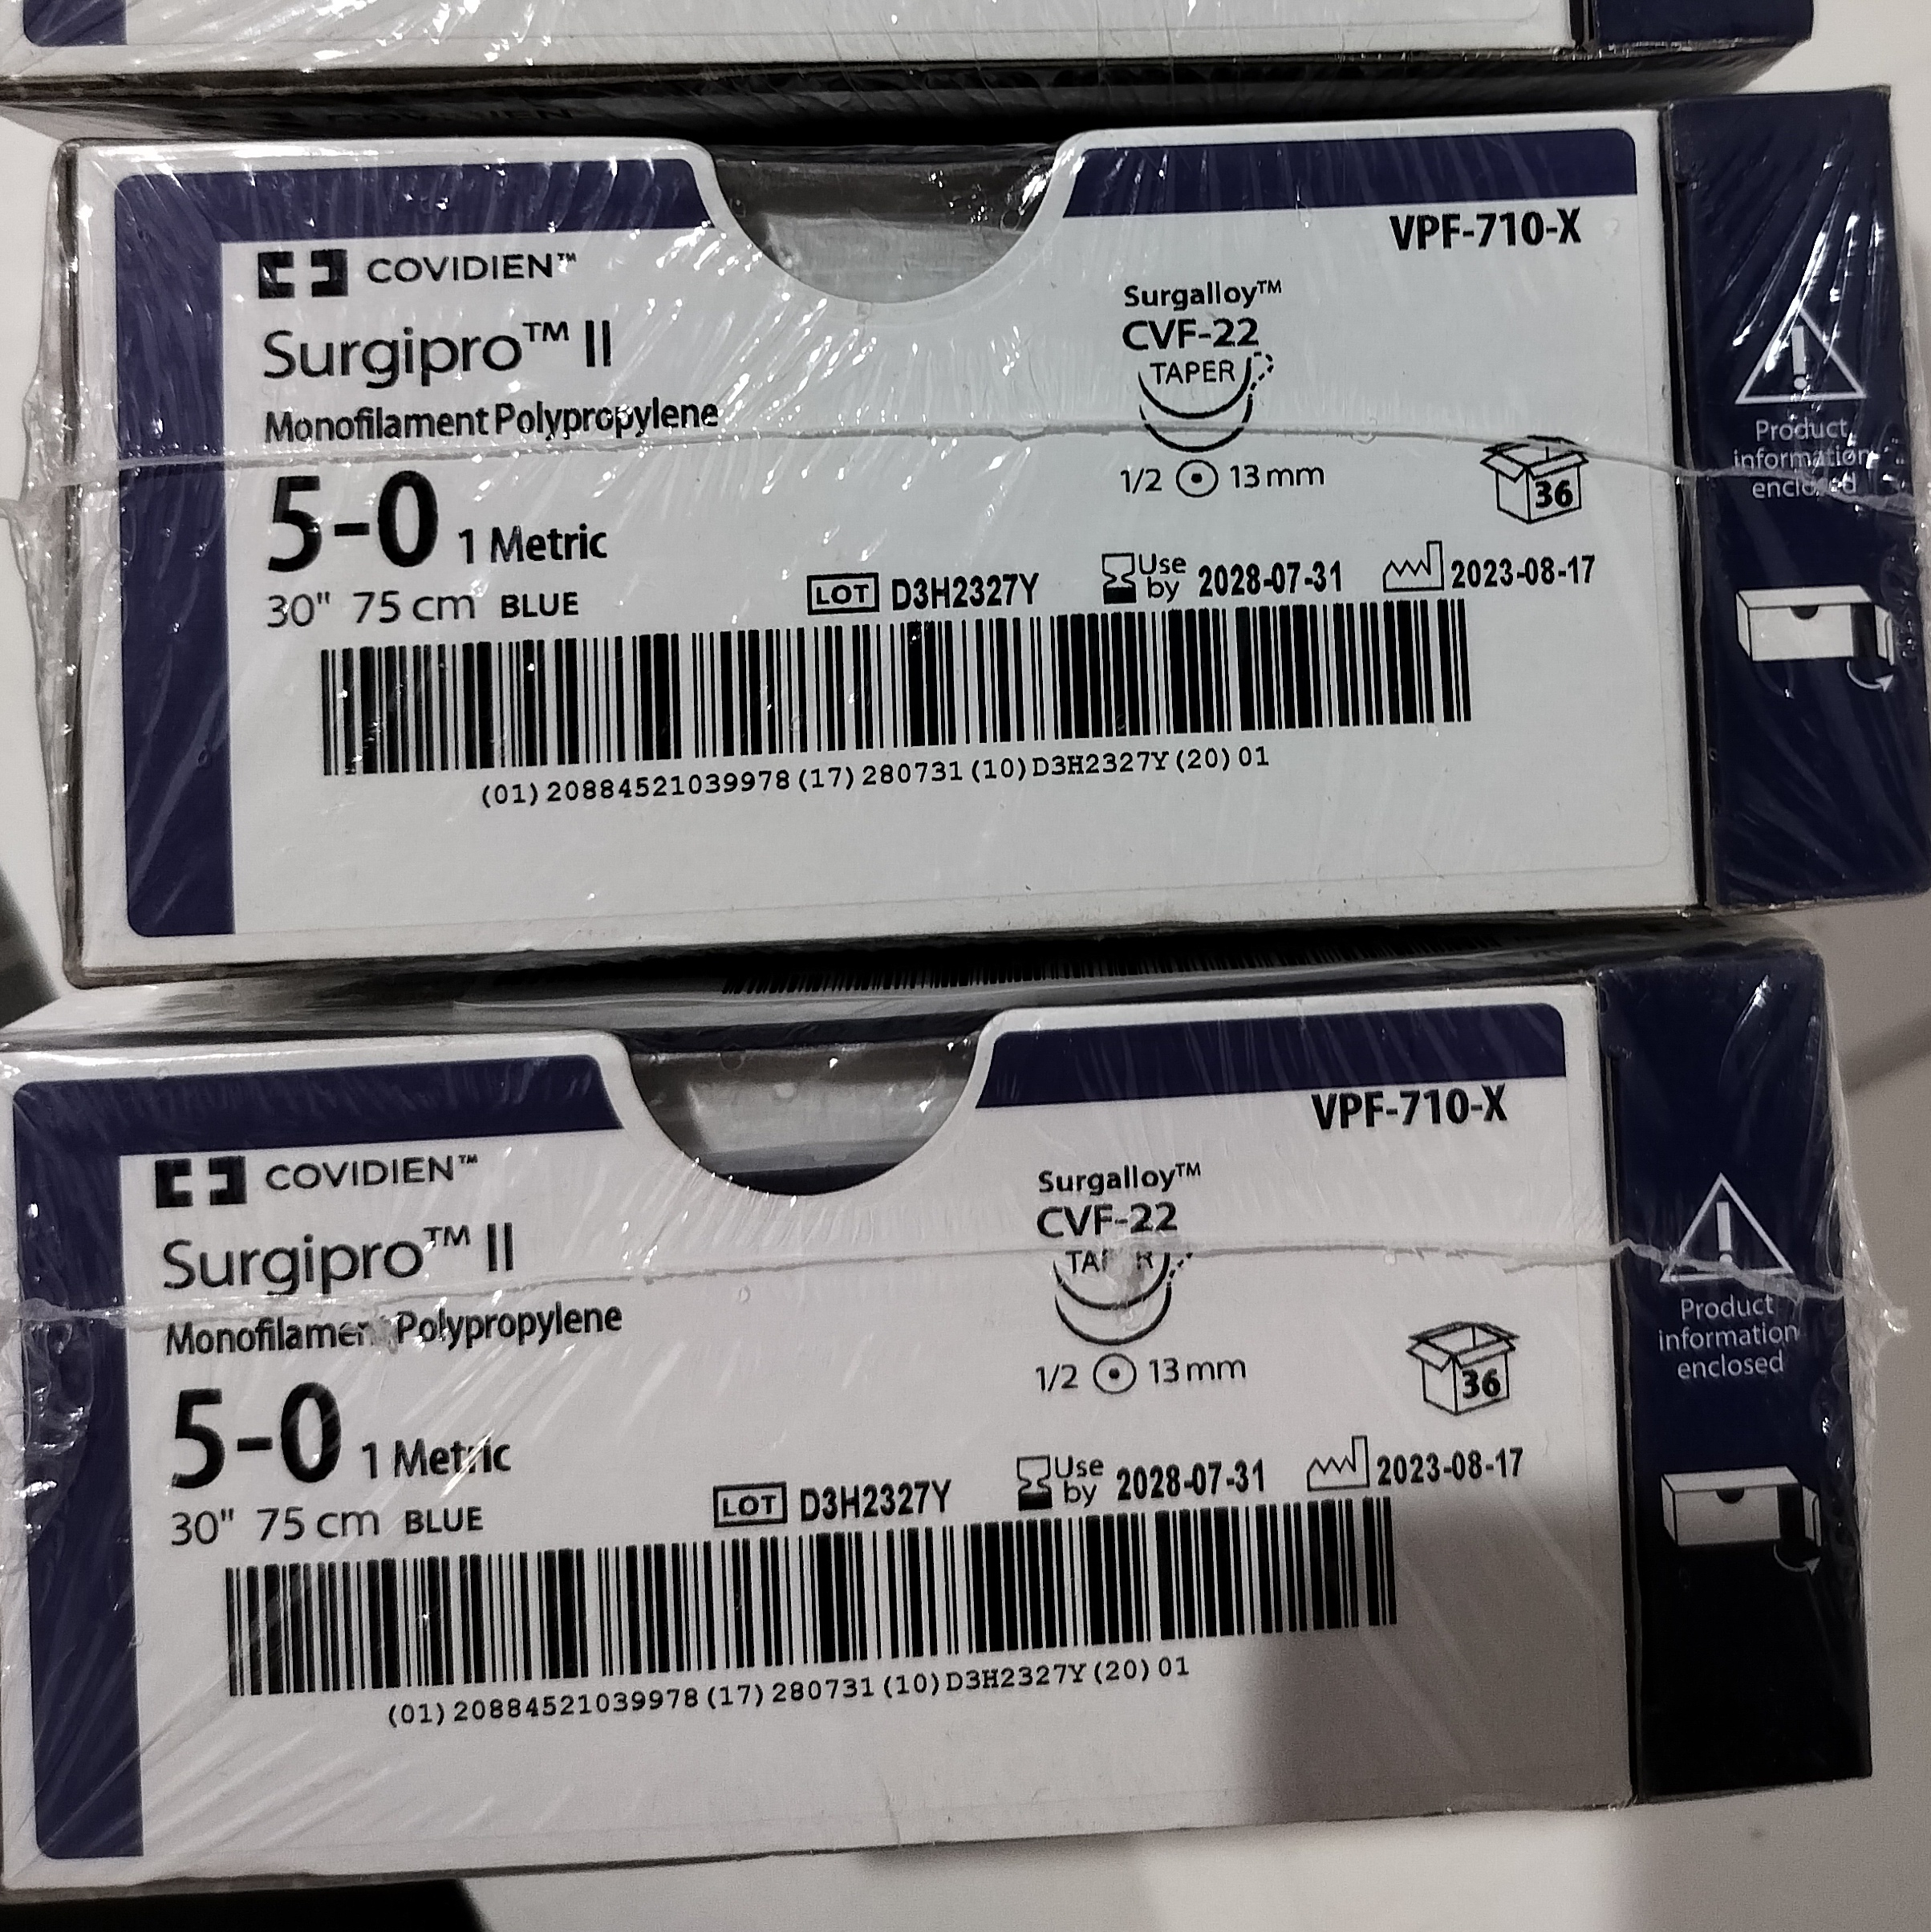 VPF-710-X
COVIDIEN™
Surgalloy™
Surgipro™ II
CVF-22
TAPER
Monofilament Polypropylene
Product
information
enclosed
5-0 1 Metric
1/2 13 mm
36
30" 75 cm BLUE
LOT D3H2327Y Use by 2028-07-31 2023-08-17
(01)20884521039978(17)280731(10)D3H2327Y(20)01
VPF-710-X
COVIDIEN™
Surgalloy™
Surgipro™ II
CVF-22
Polypropylene
Product
information
enclosed
5-0 1 Metric
1/2 13 mm
36
30" 75 cm BLUE
LOT D3H2327Y Use by 2028-07-31 2023-08-17
(01)20884521039978(17)280731(10)D3H2327Y(20)01